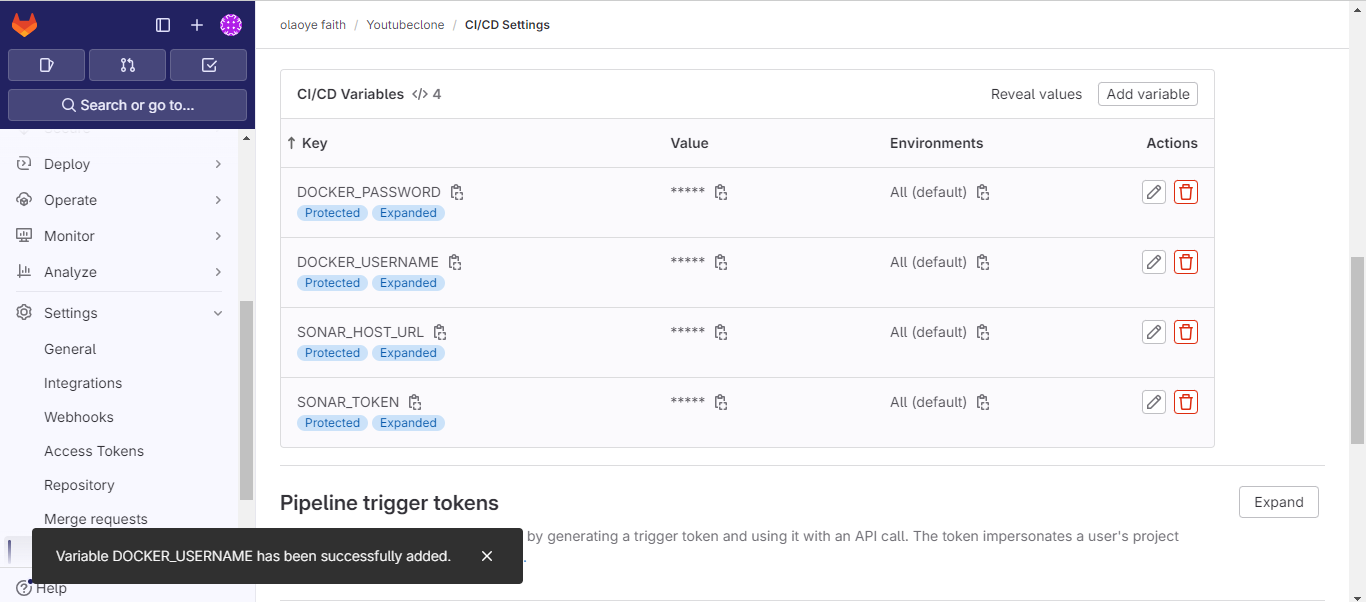 olaoye faith / Youtubeclone / CI/CD Settings
Search or go to...
Deploy
Operate
Monitor
Analyze
Settings
General
Integrations
Webhooks
Access Tokens
Repository
Merge requests
Help
CI/CD Variables </> 4 Reveal values Add variable
↑ Key Value Environments Actions
DOCKER_PASSWORD ***** All (default)
Protected Expanded
DOCKER_USERNAME ***** All (default)
Protected Expanded
SONAR_HOST_URL ***** All (default)
Protected Expanded
SONAR_TOKEN ***** All (default)
Protected Expanded
Pipeline trigger tokens Expand
by generating a trigger token and using it with an API call. The token impersonates a user's project
.
Variable DOCKER_USERNAME has been successfully added.